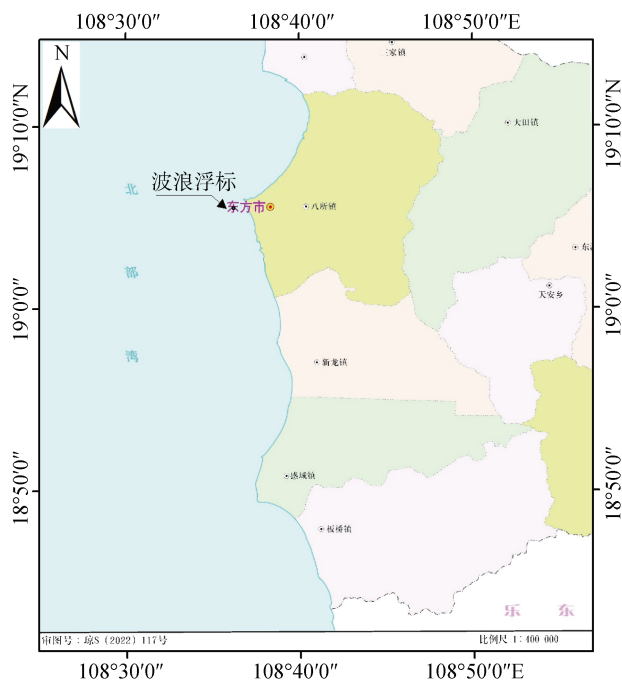 108°30′0″ 108°40′0″ 108°50′0″E
N
王家镇
19°10′0″N
19°10′0″N
大田镇
波浪浮标
北
部
湾
东方市
八所镇
天安乡
19°0′0″
19°0′0″
新龙镇
感城镇
18°50′0″
18°50′0″
板桥镇
乐 东
审图号：琼S（2022）117号
比例尺 1：400 000
108°30′0″ 108°40′0″ 108°50′0″E